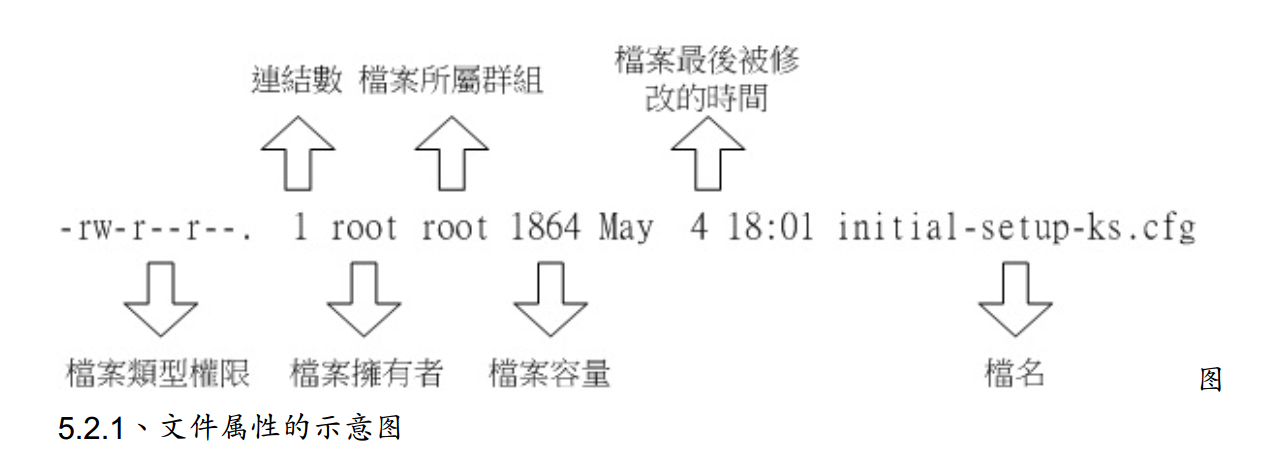 連結數 檔案所屬群組
檔案最後被修
改的時間
-rw-r--r--. 1 root root 1864 May 4 18:01 initial-setup-ks.cfg
檔案類型權限 檔案擁有者 檔案容量 檔名 图
5.2.1、文件属性的示意图